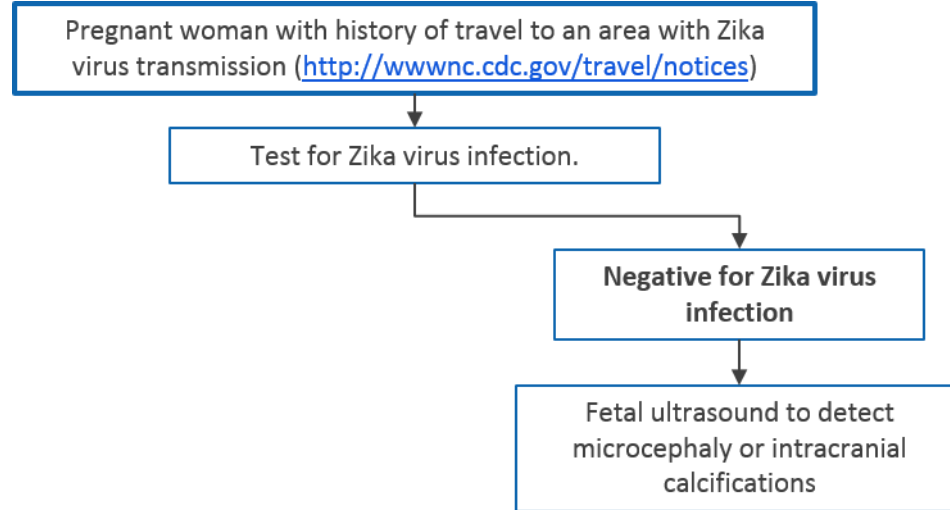 Pregnant woman with history of travel to an area with Zika
virus transmission (http://wwwnc.cdc.gov/travel/notices)
Test for Zika virus infection.
Negative for Zika virus
infection
Fetal ultrasound to detect
microcephaly or intracranial
calcifications